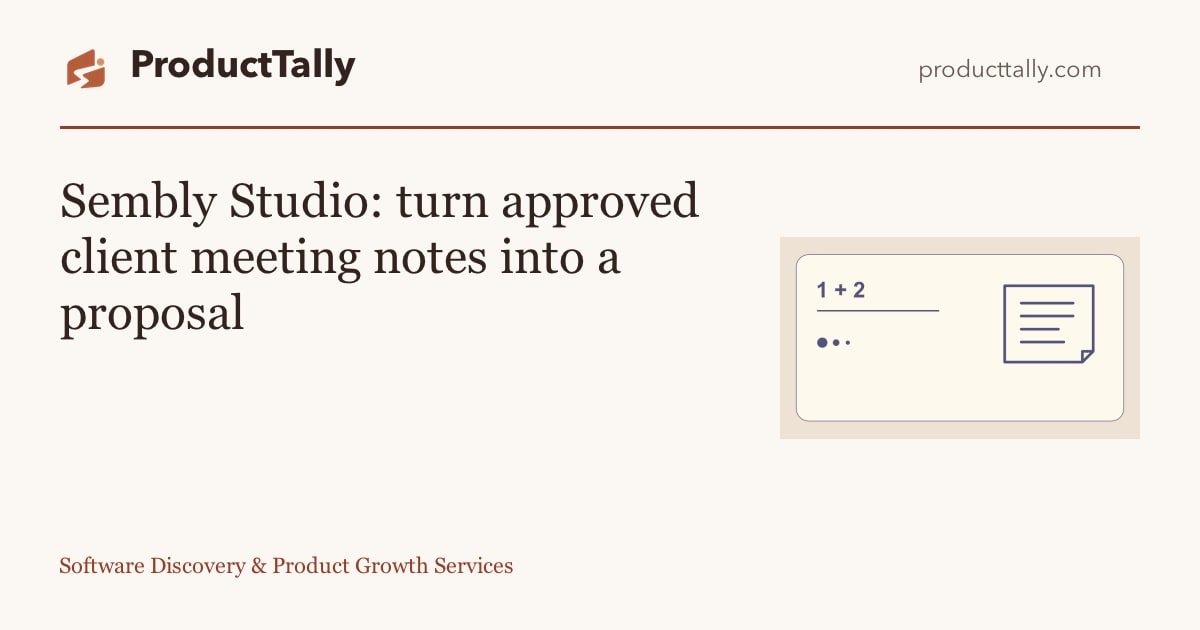 ProductTally
producttally.com
Sembly Studio: turn approved
client meeting notes into a
proposal
1 + 2
Software Discovery & Product Growth Services